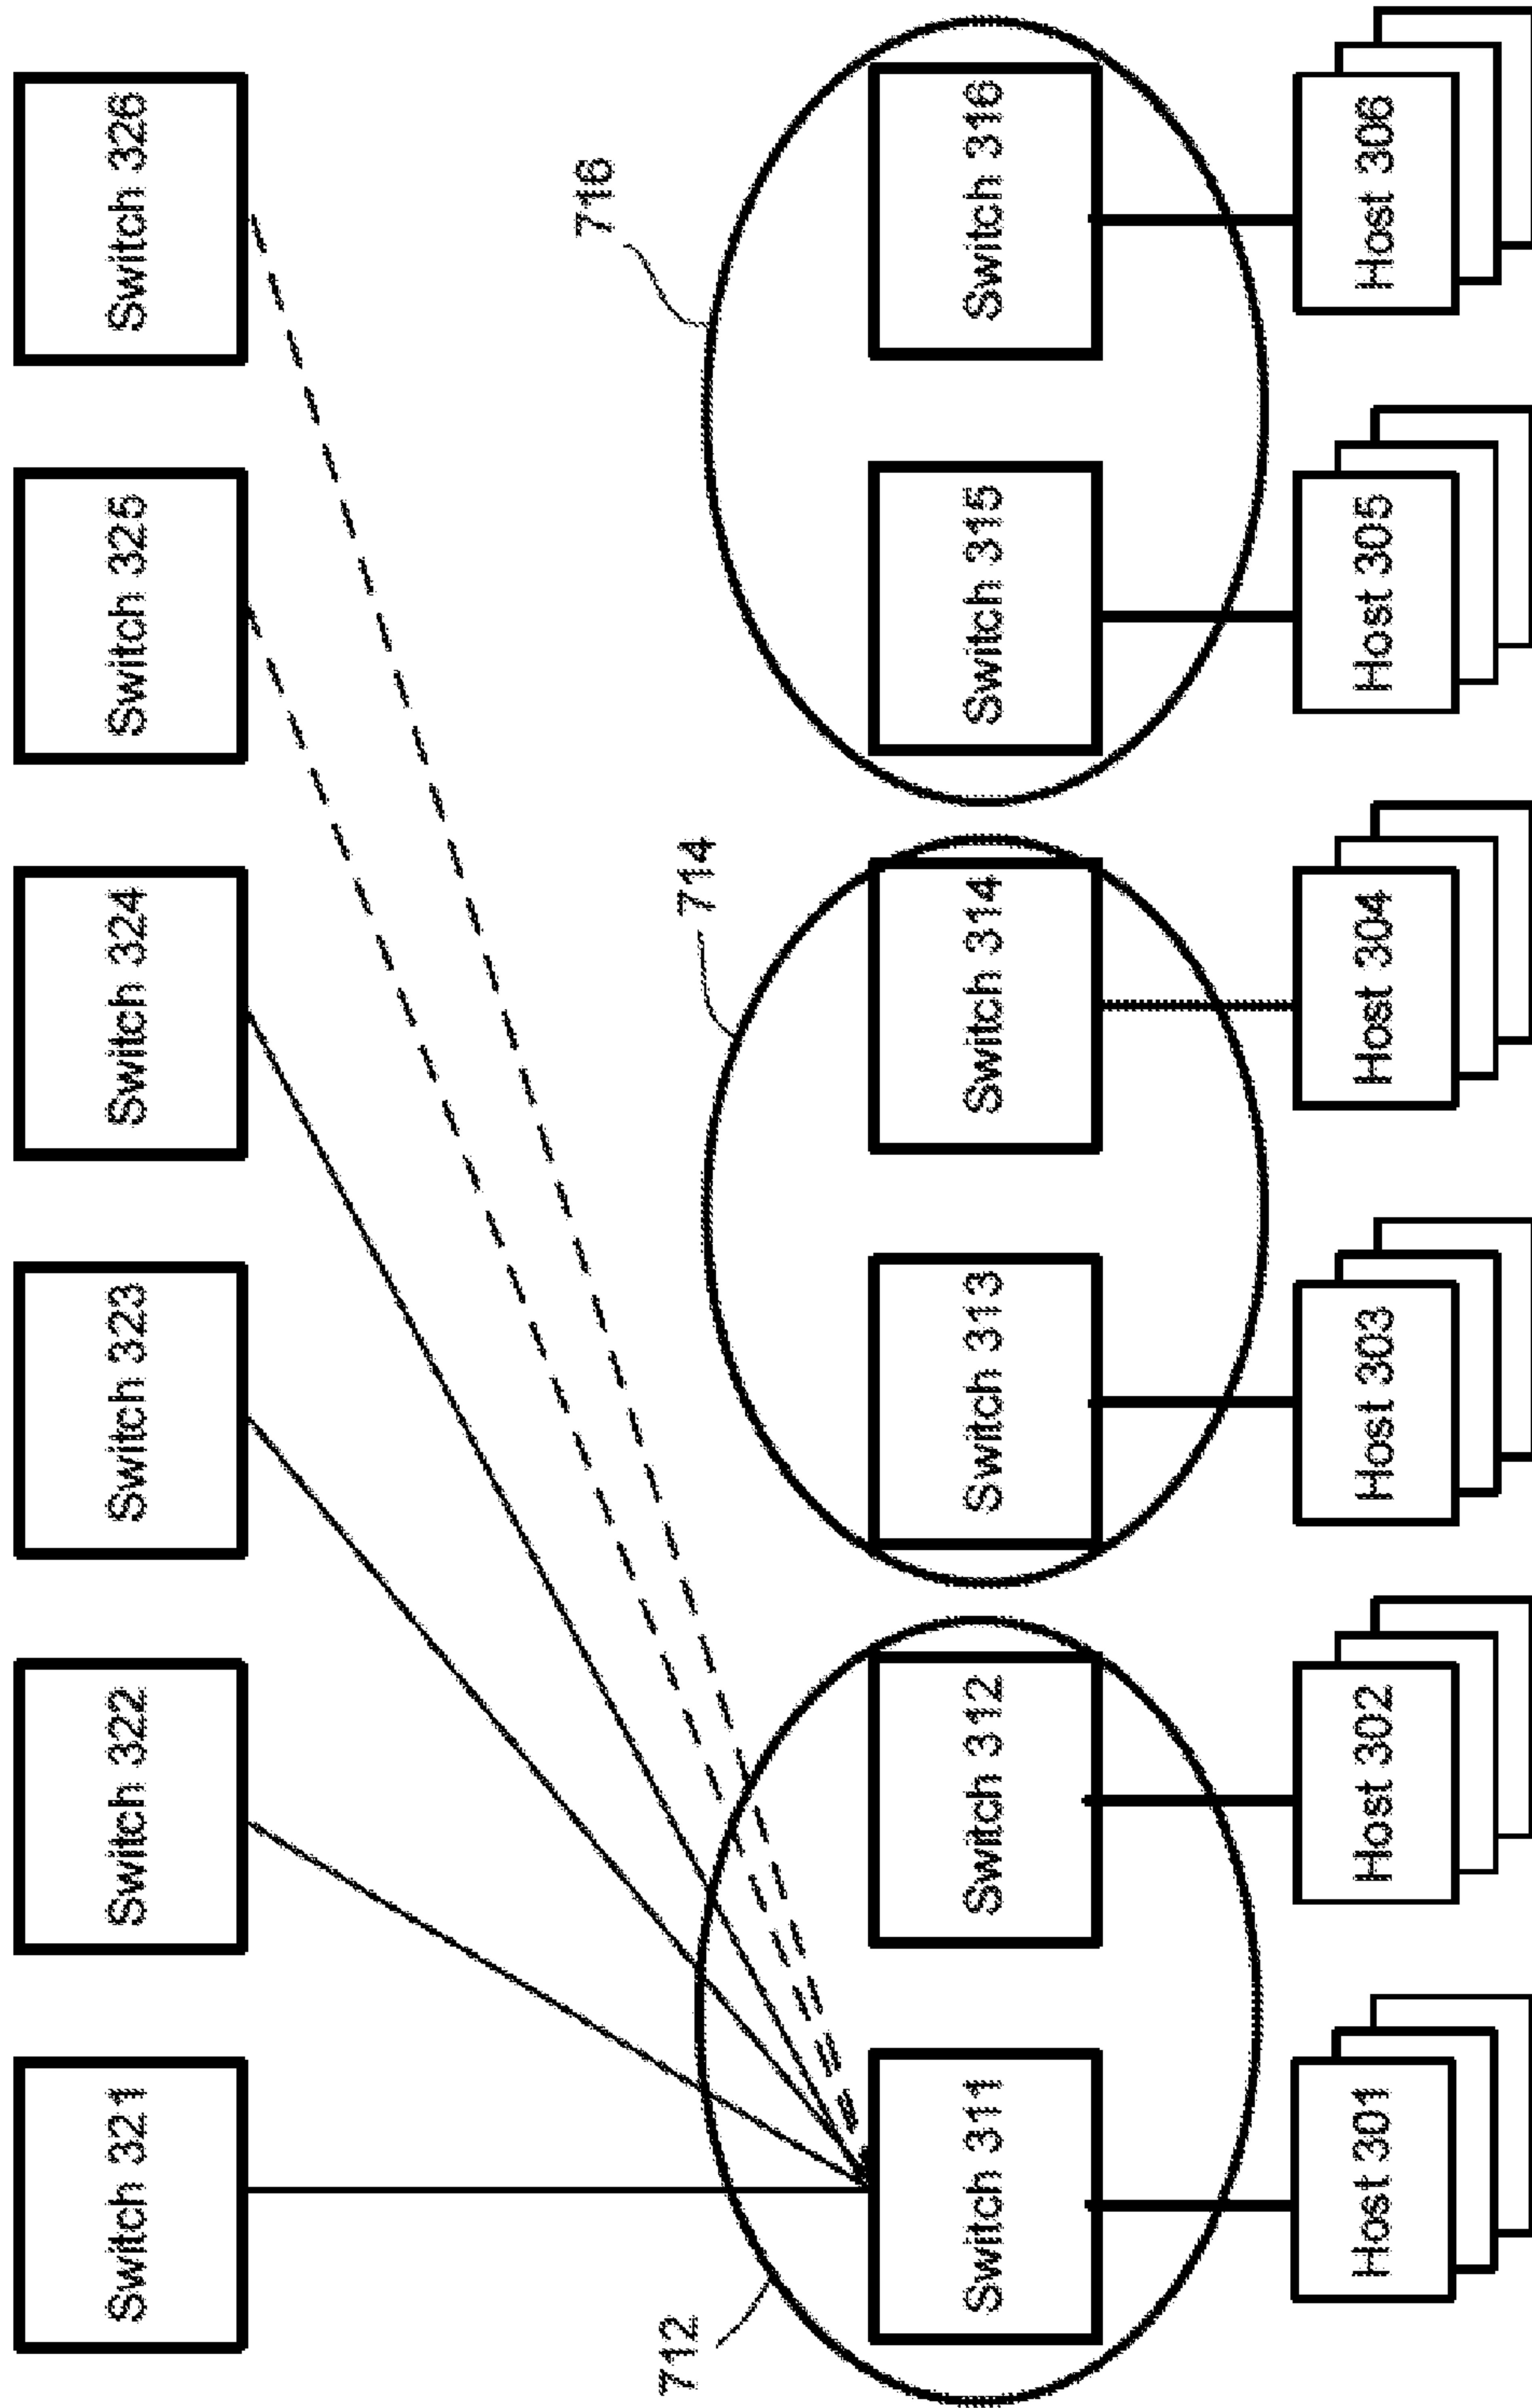 Switch 321
Switch 322
Switch 323
Switch 324
Switch 325
Switch 326
712
714
716
Switch 311
Switch 312
Switch 313
Switch 314
Switch 315
Switch 316
Host 301
Host 302
Host 303
Host 304
Host 305
Host 306